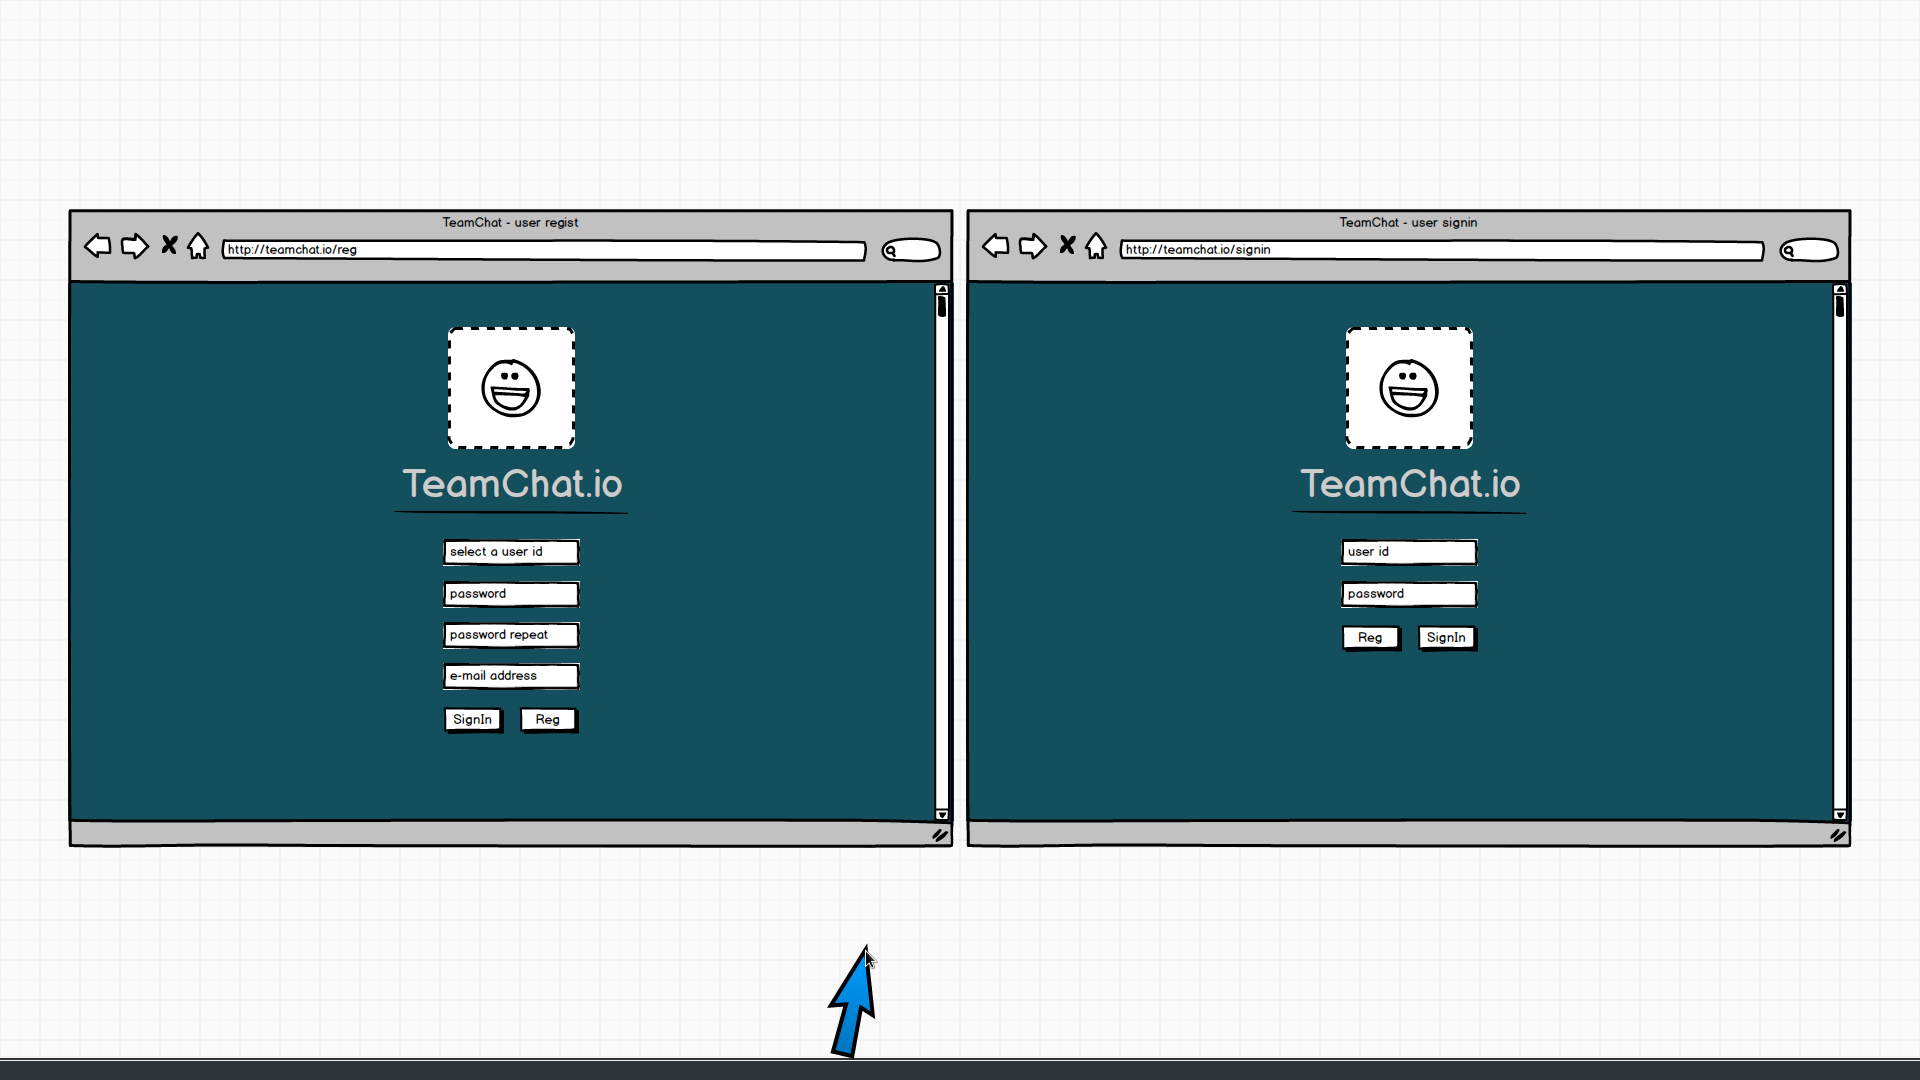 TeamChat - user regist
http://teamchat.io/reg
TeamChat.io
select a user id
password
password repeat
e-mail address
SignIn Reg
TeamChat - user signin
http://teamchat.io/signin
TeamChat.io
user id
password
Reg SignIn